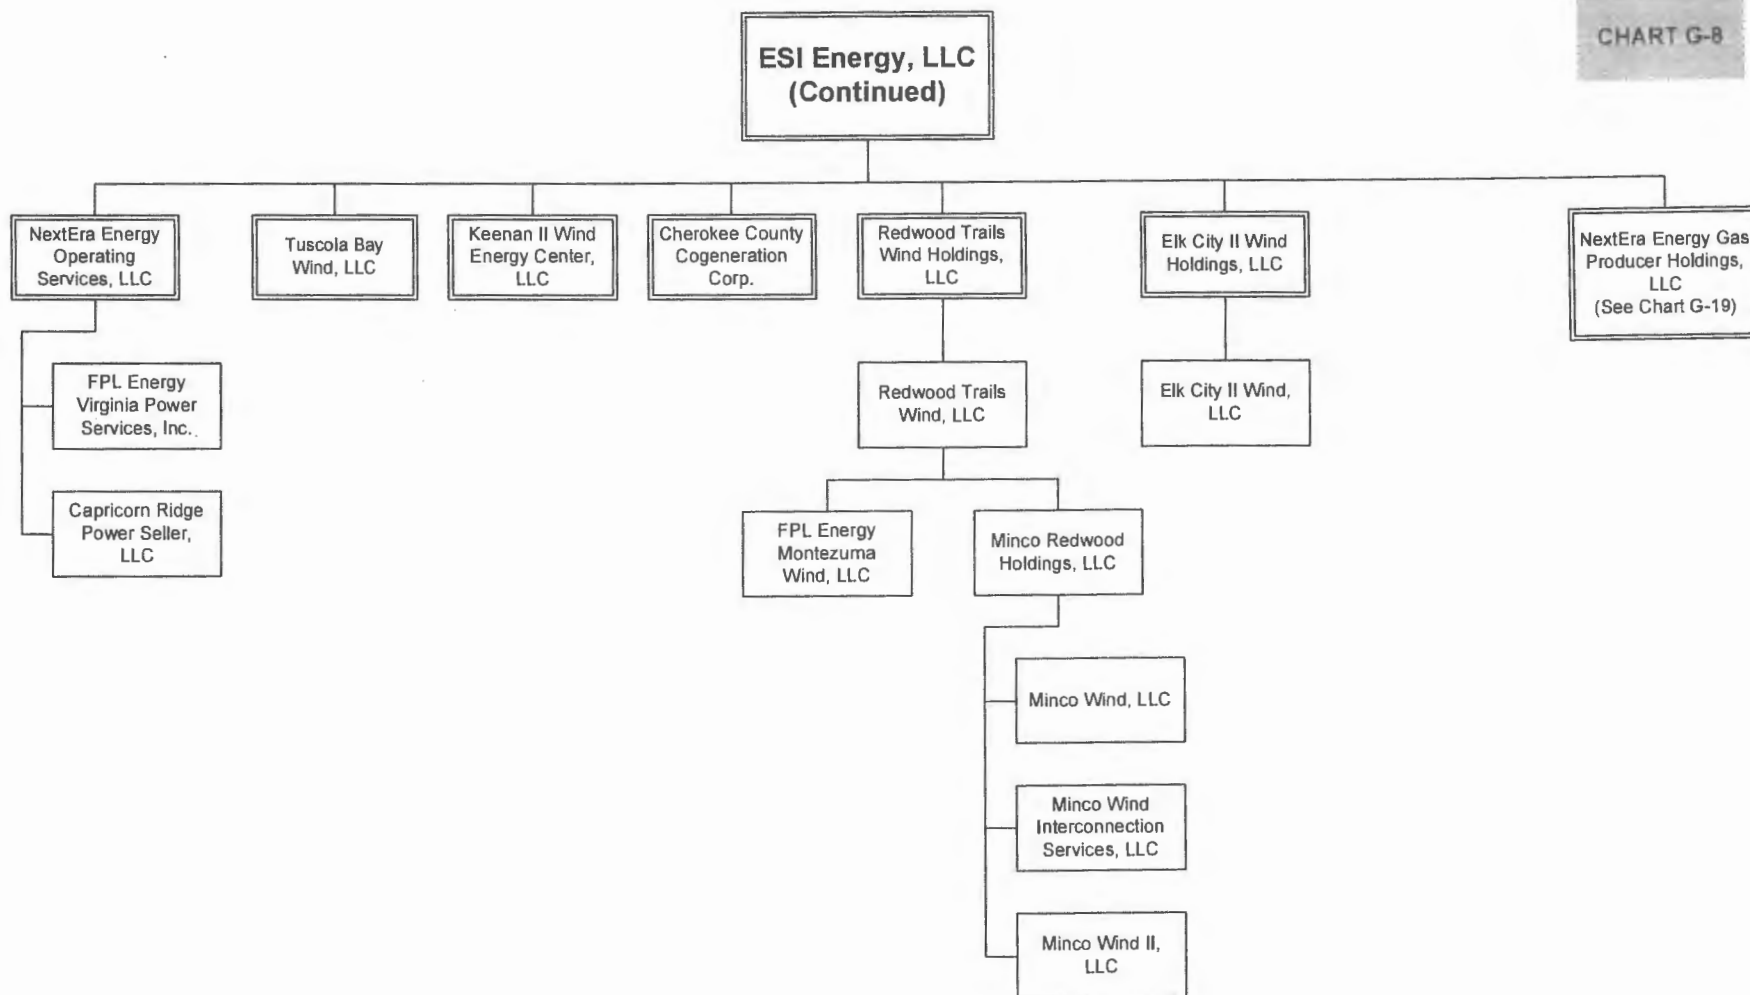 CHART G-8
ESI Energy, LLC
(Continued)
NextEra Energy
Operating
Services, LLC
Tuscola Bay
Wind, LLC
Keenan II Wind
Energy Center,
LLC
Cherokee County
Cogeneration
Corp.
Redwood Trails
Wind Holdings,
LLC
Elk City II Wind
Holdings, LLC
NextEra Energy Gas
Producer Holdings,
LLC
(See Chart G-19)
FPL Energy
Virginia Power
Services, Inc.
Redwood Trails
Wind, LLC
Elk City II Wind,
LLC
Capricorn Ridge
Power Seller,
LLC
FPL Energy
Montezuma
Wind, LLC
Minco Redwood
Holdings, LLC
Minco Wind, LLC
Minco Wind
Interconnection
Services, LLC
Minco Wind II,
LLC